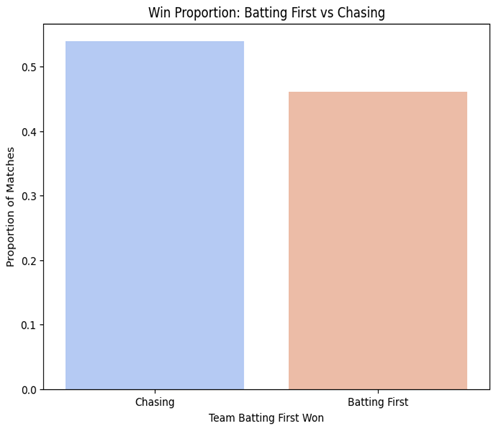 Win Proportion: Batting First vs Chasing
Proportion of Matches
0.5
0.4
0.3
0.2
0.1
0.0
Chasing
Batting First
Team Batting First Won